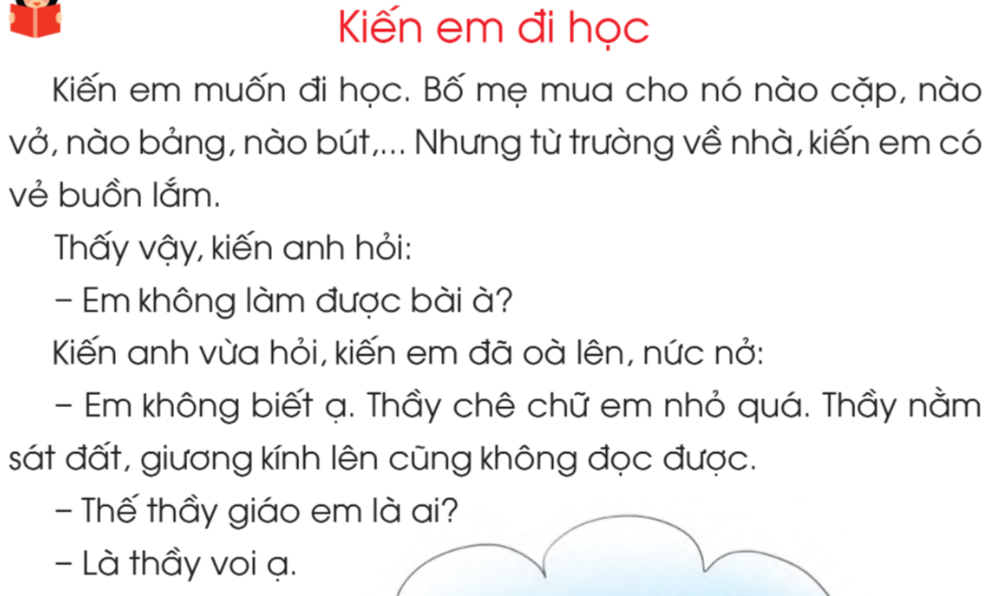 Kiến em đi học
Kiến em muốn đi học. Bố mẹ mua cho nó nào cặp, nào
vở, nào bảng, nào bút,... Nhưng từ trường về nhà, kiến em có
vẻ buồn lắm.
Thấy vậy, kiến anh hỏi:
– Em không làm được bài à?
Kiến anh vừa hỏi, kiến em đã oà lên, nức nở:
– Em không biết ạ. Thầy chê chữ em nhỏ quá. Thầy nằm
sát đất, giương kính lên cũng không đọc được.
– Thế thầy giáo em là ai?
– Là thầy voi ạ.